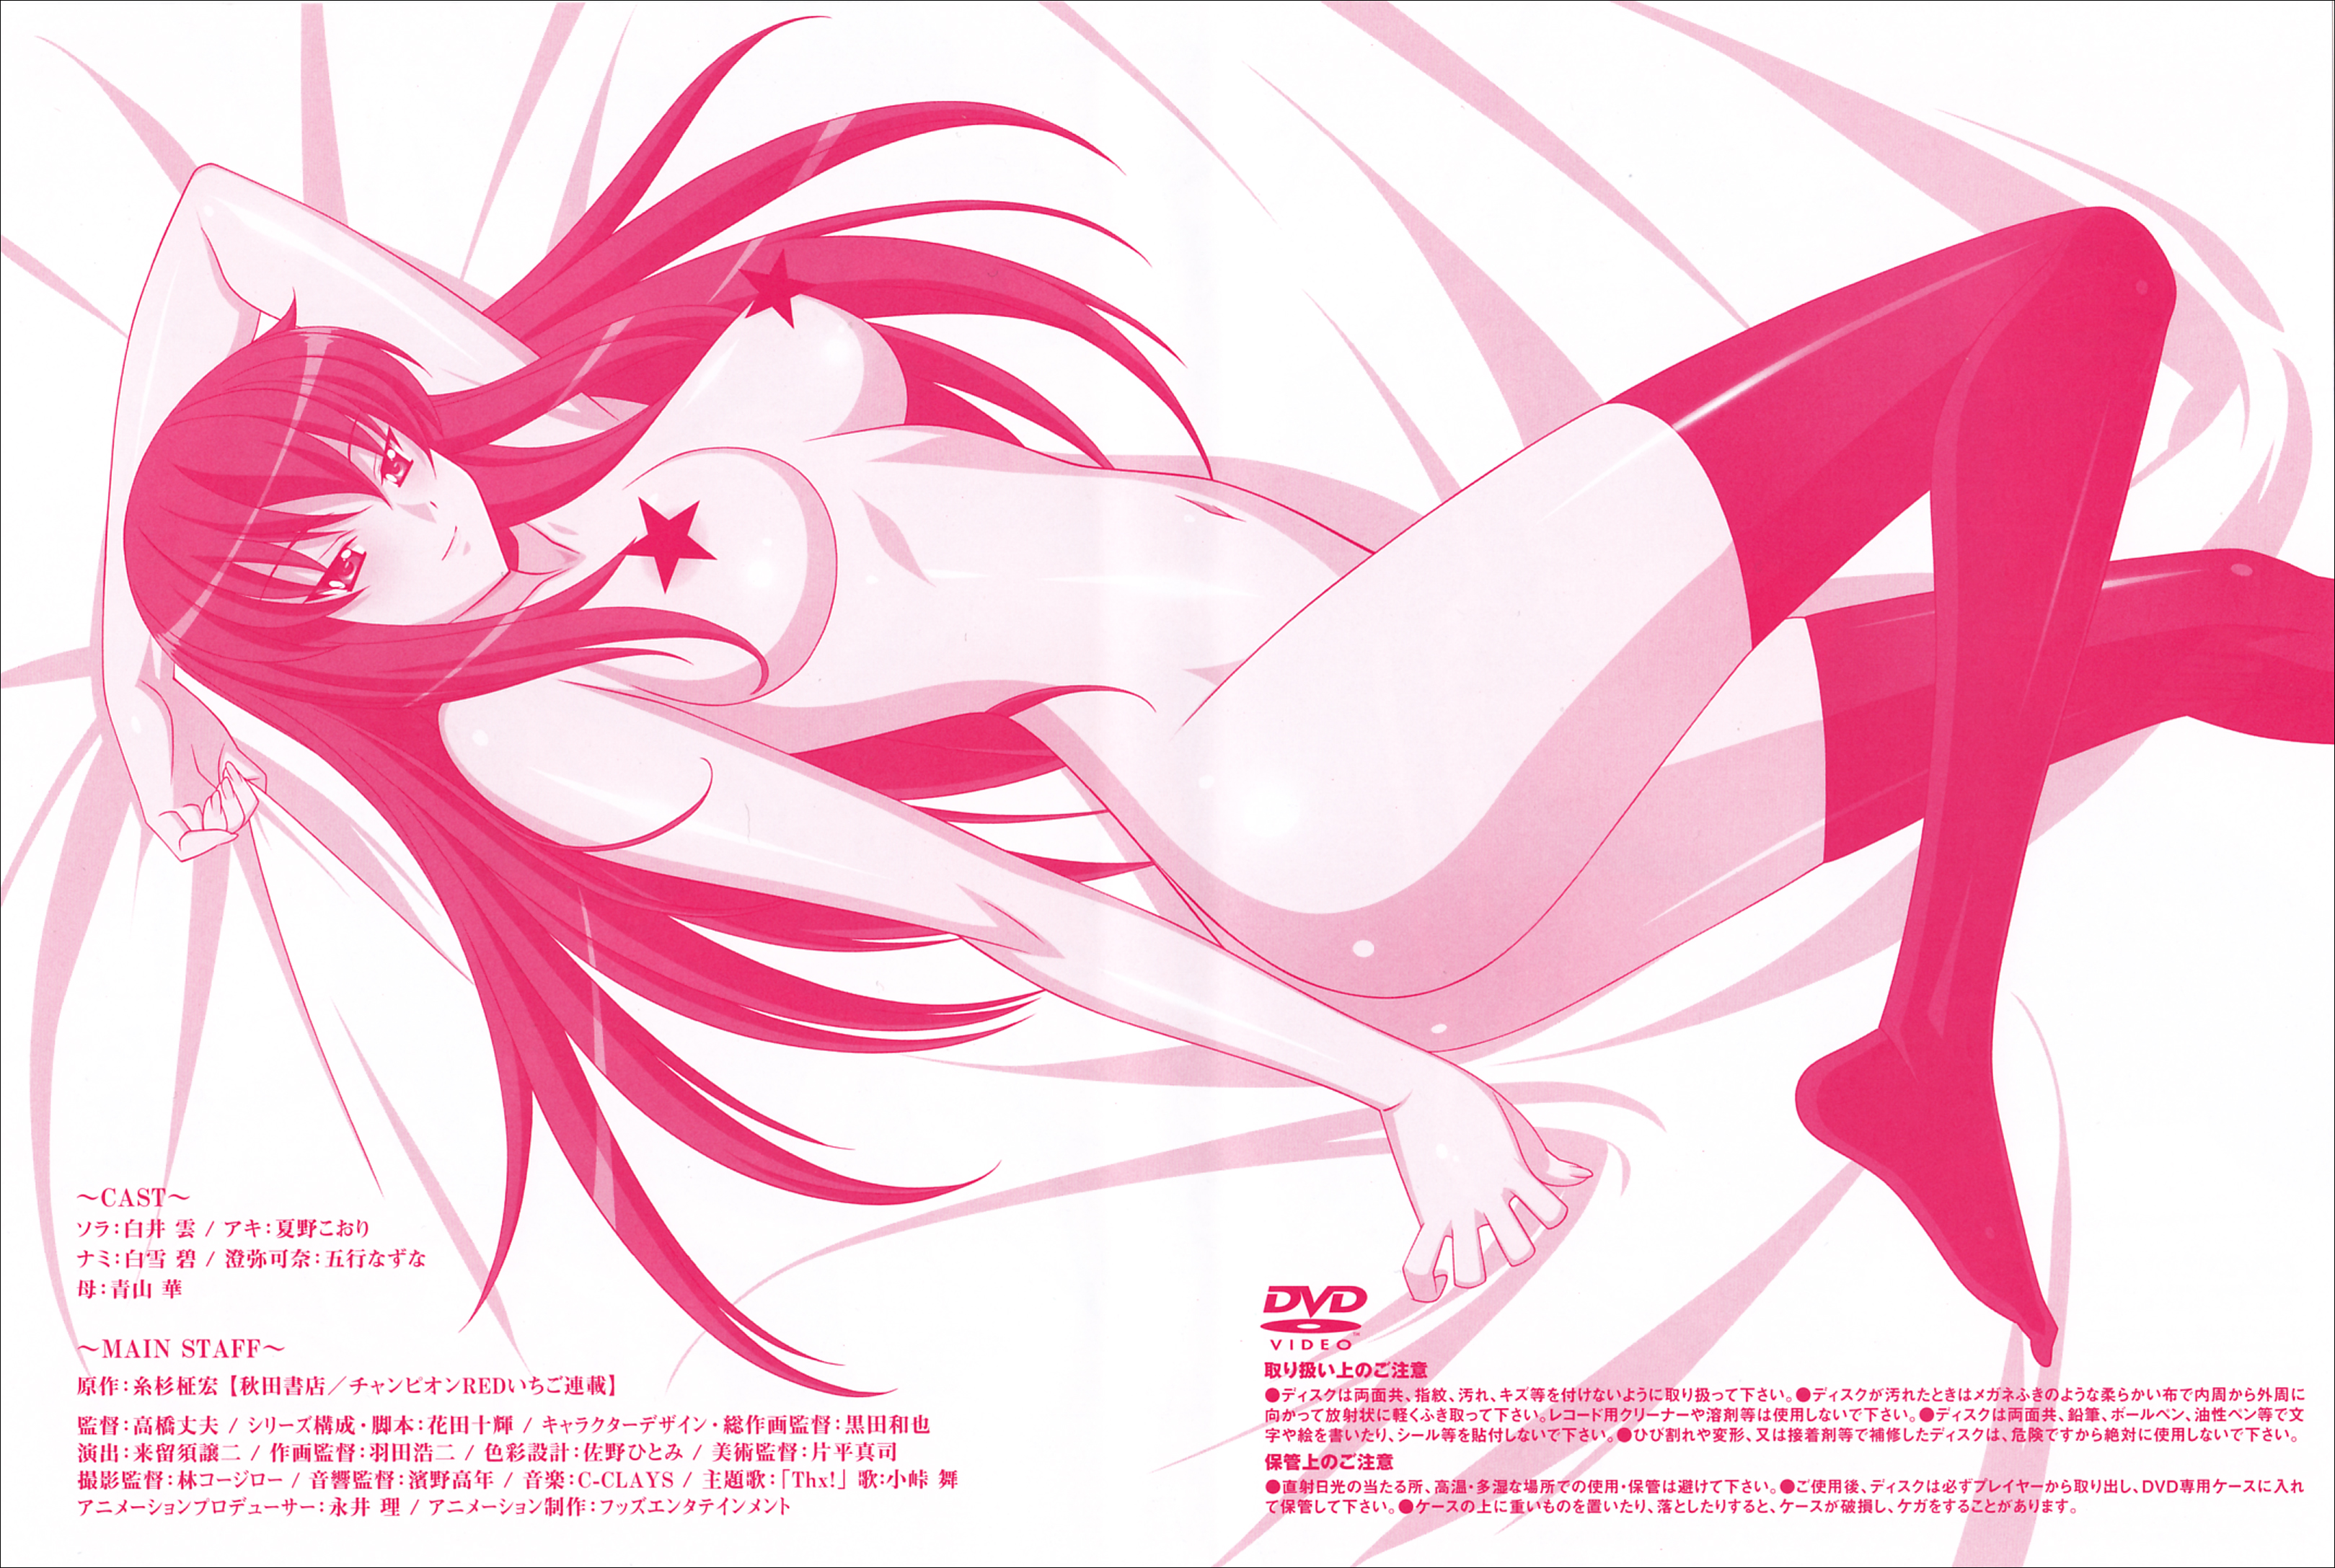 ～CAST～
ソラ：白井 雲 / アキ：夏野こおり
ナミ：白雪 碧 / 澄弥可奈：五行なずな
母：青山 華
～MAIN STAFF～
原作：糸杉柾宏【秋田書店／チャンピオンREDいちご連載】
監督：高橋丈夫 / シリーズ構成・脚本：花田十輝 / キャラクターデザイン・総作画監督：黒田和也
演出：来留須譲二 / 作画監督：羽田浩二 / 色彩設計：佐野ひとみ / 美術監督：片平真司
撮影監督：林コージロー / 音響監督：濱野高年 / 音楽：C-CLAYS / 主題歌：「Thx!」 歌：小峠 舞
アニメーションプロデューサー：永井 理 / アニメーション制作：フッズエンタテインメント
DVD
VIDEO™
取り扱い上のご注意
●ディスクは両面共、指紋、汚れ、キズ等を付けないように取り扱って下さい。●ディスクが汚れたときはメガネふきのような柔らかい布で内周から外周に
向かって放射状に軽くふき取って下さい。レコード用クリーナーや溶剤等は使用しないで下さい。●ディスクは両面共、鉛筆、ボールペン、油性ペン等で文
字や絵を書いたり、シール等を貼付しないで下さい。●ひび割れや変形、又は接着剤等で補修したディスクは、危険ですから絶対に使用しないで下さい。
保管上のご注意
●直射日光の当たる所、高温・多湿な場所での使用・保管は避けて下さい。●ご使用後、ディスクは必ずプレイヤーから取り出し、DVD専用ケースに入れ
て保管して下さい。●ケースの上に重いものを置いたり、落としたりすると、ケースが破損し、ケガをすることがあります。